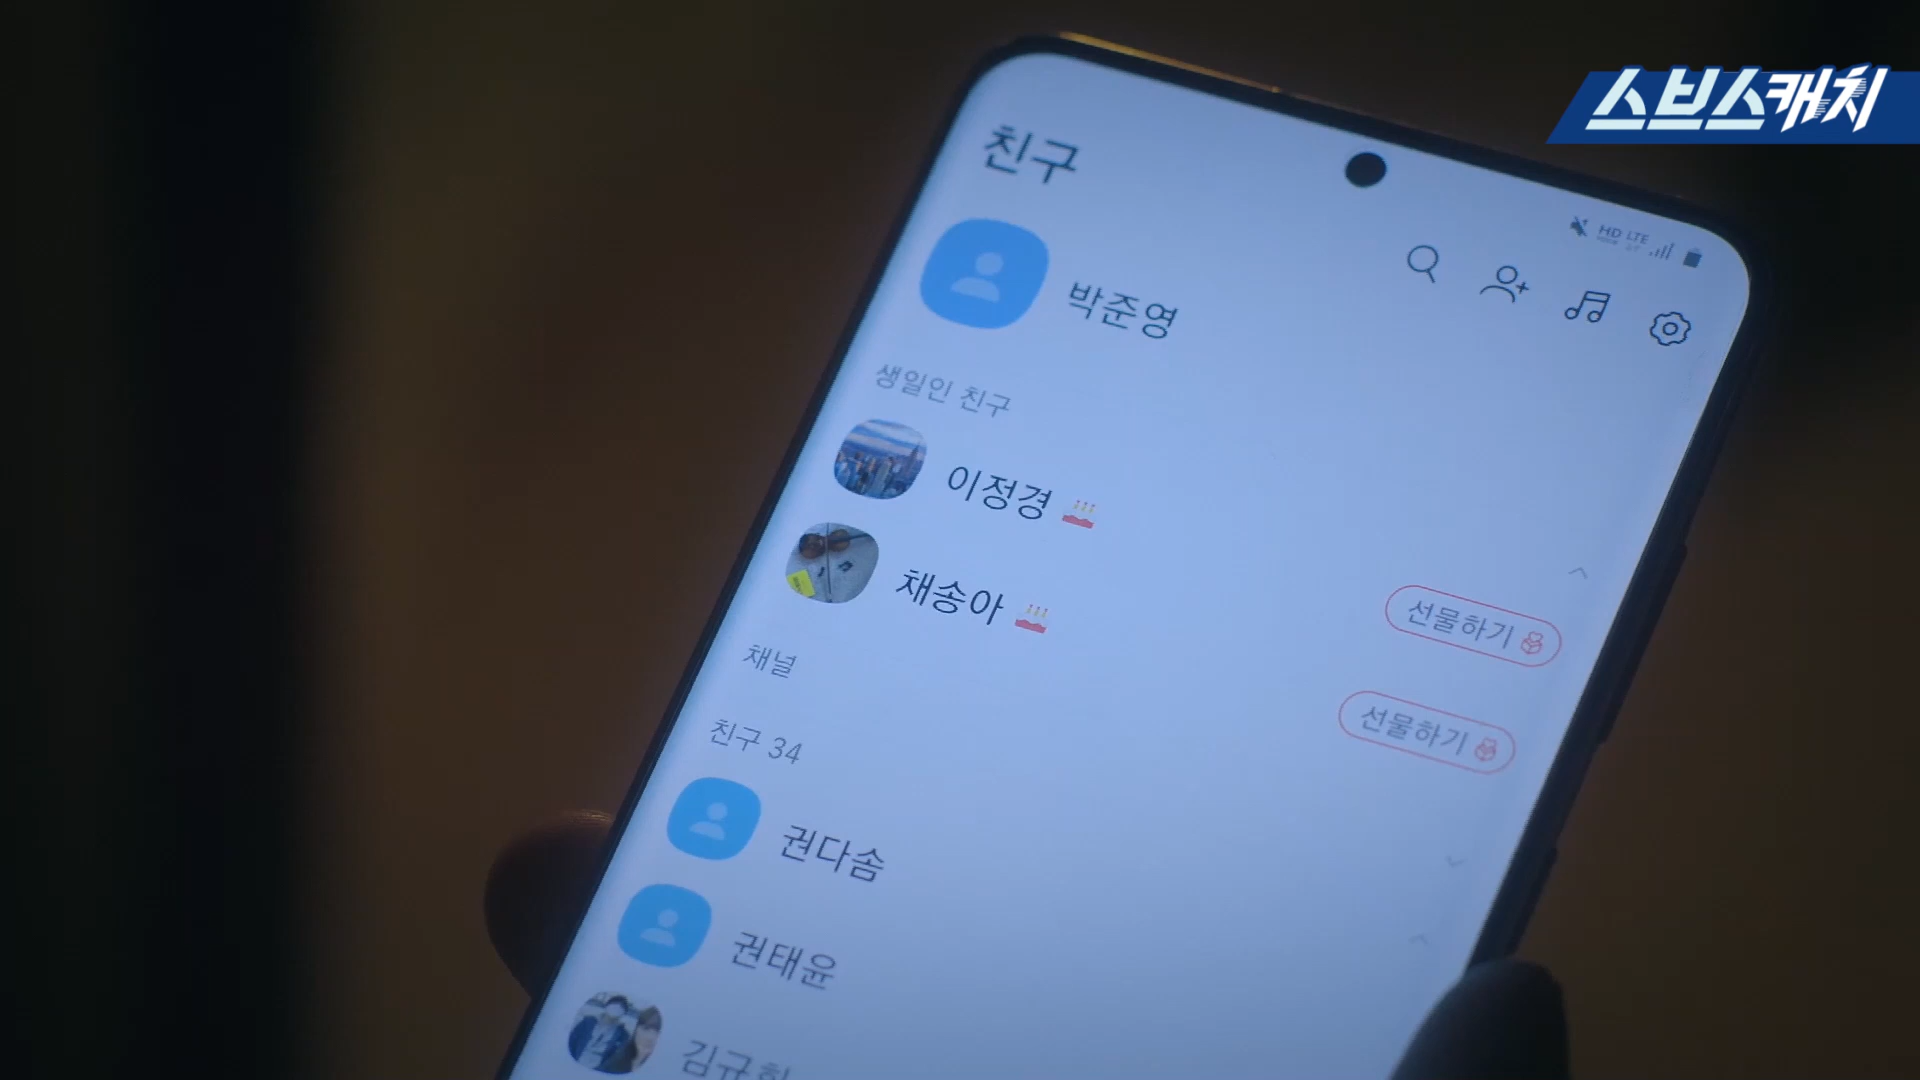 스브스캐치
친구
HD LTE
박준영
생일인 친구
이정경
선물하기
채송아
선물하기
채널
친구 34
권다솜
권태윤